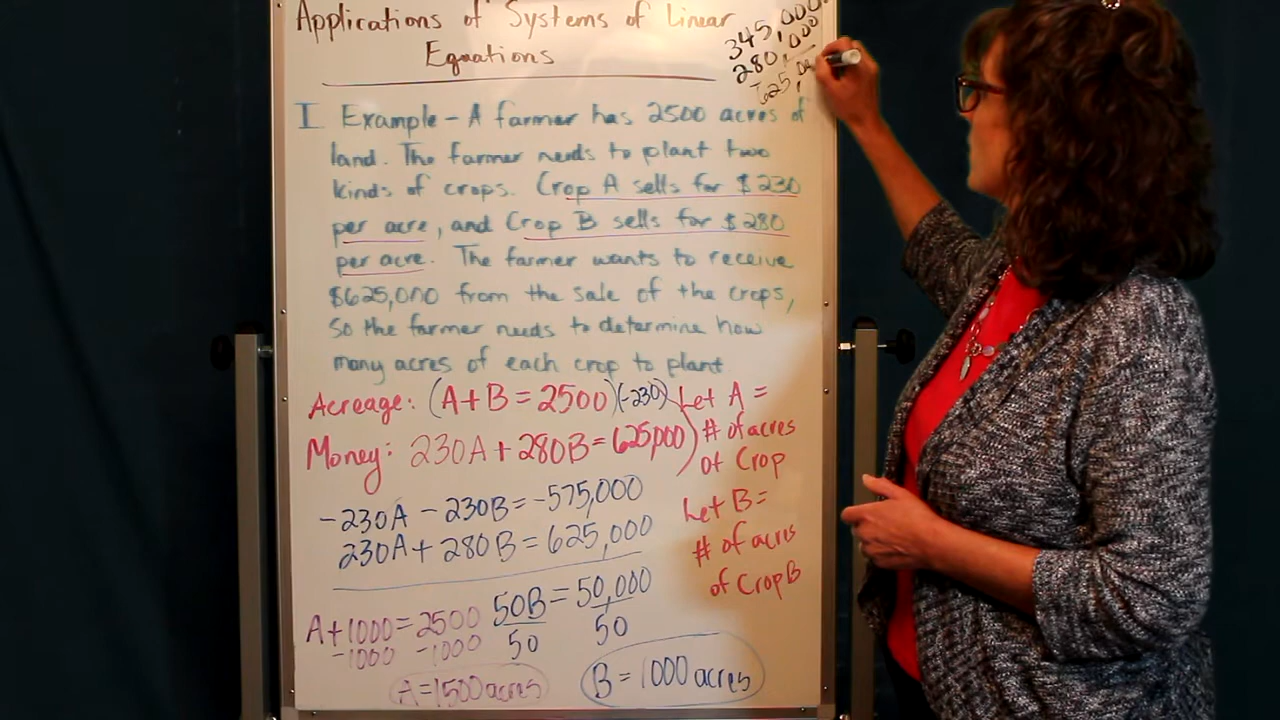 Applications of Systems of Linear
Equations
345,000
280,000
625,00
I Example - A farmer has 2500 acres of
land. The farmer needs to plant two
kinds of crops. Crop A sells for $230
per acre, and Crop B sells for $280
per acre. The farmer wants to receive
$625,000 from the sale of the crops,
so the farmer needs to determine how
many acres of each crop to plant.
Acreage: (A+B=2500)(-230)
Money: 230A+280B=625,000
Let A =
# of acres
of Crop
Let B=
# of acres
of Crop B
-230A - 230B = -575,000
230A + 280B = 625,000
50B = 50,000
50 50
B = 1000 acres
A+1000=2500
-1000 -1000
A=1500 acres